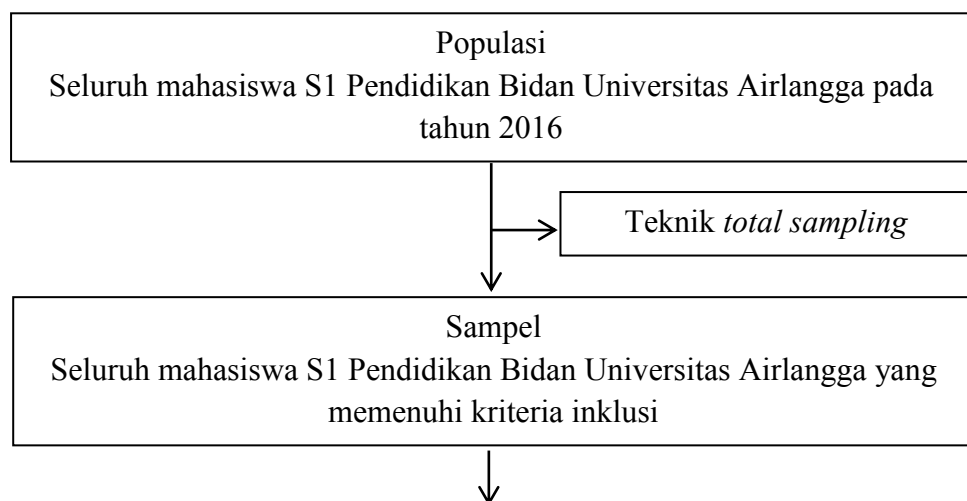 Populasi
Seluruh mahasiswa S1 Pendidikan Bidan Universitas Airlangga pada
tahun 2016
Teknik total sampling
Sampel
Seluruh mahasiswa S1 Pendidikan Bidan Universitas Airlangga yang
memenuhi kriteria inklusi